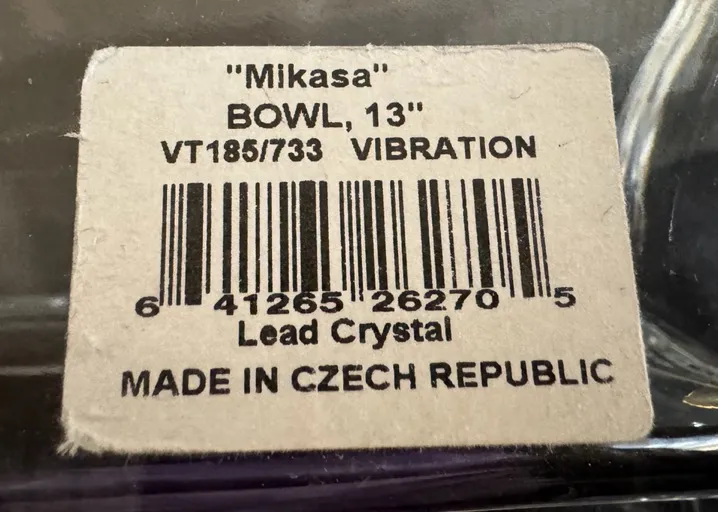 "Mikasa"
BOWL, 13"
VT185/733 VIBRATION
6 41265 26270 5
Lead Crystal
MADE IN CZECH REPUBLIC